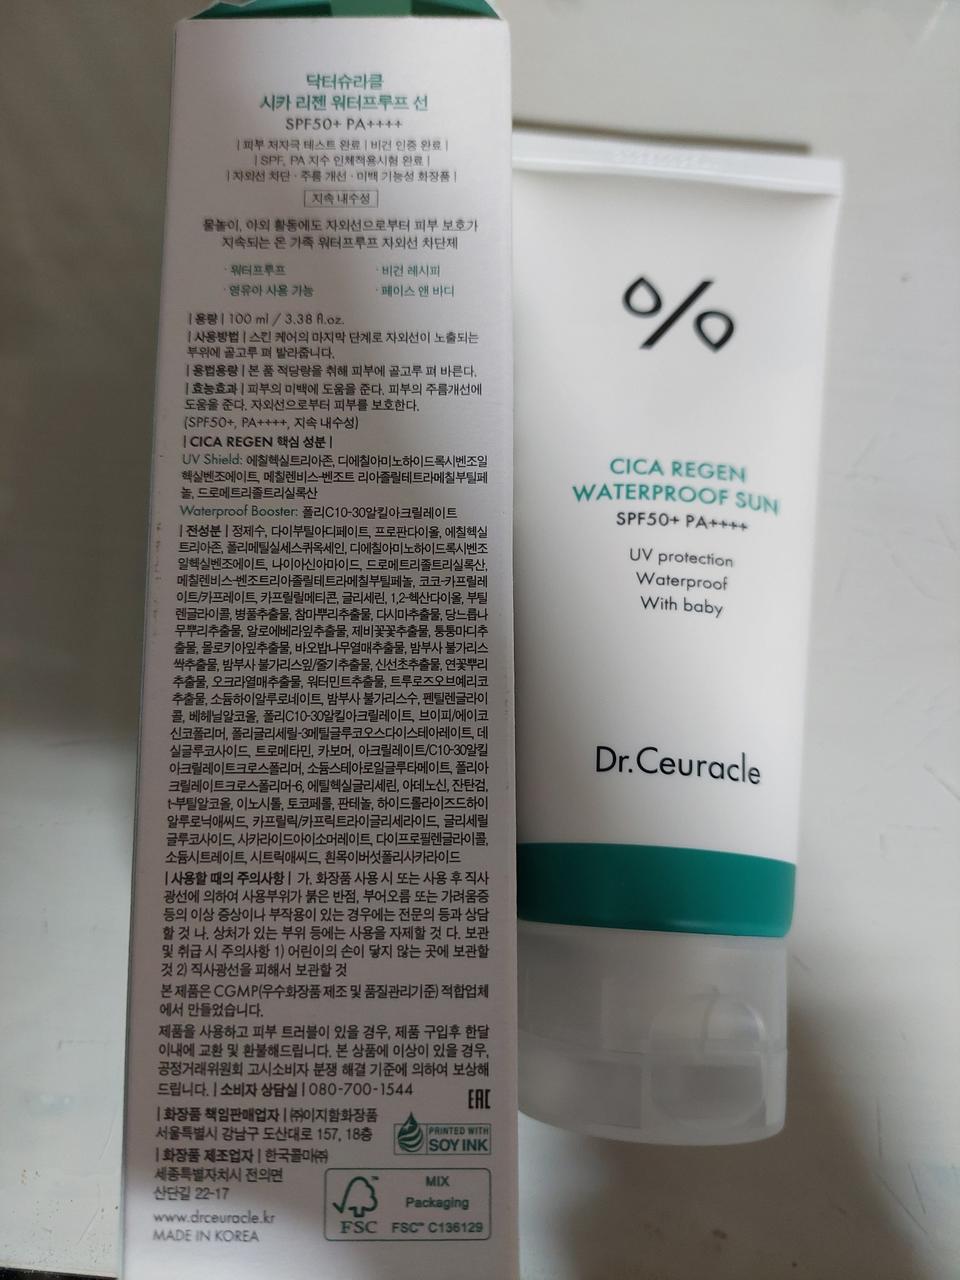 닥터슈라클
시카 리젠 워터프루프 선
SPF50+ PA++++
| 피부 저자극 테스트 완료 | 비건 인증 완료 |
| SPF, PA 지수 인체적용시험 완료 |
| 자외선 차단 · 주름 개선 · 미백 기능성 화장품 |
지속 내수성
물놀이, 야외 활동에도 자외선으로부터 피부 보호가
지속되는 온 가족 워터프루프 자외선 차단제
· 워터프루프 · 비건 레시피
· 영유아 사용 가능 · 페이스 앤 바디
| 용량 | 100 ml / 3.38 fl.oz.
| 사용방법 | 스킨 케어의 마지막 단계로 자외선이 노출되는
부위에 골고루 펴 발라줍니다.
| 용법용량 | 본 품 적당량을 취해 피부에 골고루 펴 바른다.
| 효능효과 | 피부의 미백에 도움을 준다. 피부의 주름개선에
도움을 준다. 자외선으로부터 피부를 보호한다.
(SPF50+, PA++++, 지속 내수성)
| CICA REGEN 핵심 성분 |
UV Shield: 에칠헥실트리아존, 디에칠아미노하이드록시벤조일
헥실벤조에이트, 메칠렌비스-벤조트 리아졸릴테트라메칠부틸페
놀, 드로메트리졸트리실록산
Waterproof Booster: 폴리C10-30알킬아크릴레이트
| 전성분 | 정제수, 다이부틸아디페이트, 프로판다이올, 에칠헥실
트리아존, 폴리메틸실세스퀴옥세인, 디에칠아미노하이드록시벤조
일헥실벤조에이트, 나이아신아마이드, 드로메트리졸트리실록산,
메칠렌비스-벤조트리아졸릴테트라메칠부틸페놀, 코코-카프릴레
이트/카프레이트, 카프릴릴메티콘, 글리세린, 1,2-헥산다이올, 부틸
렌글라이콜, 병풀추출물, 참마뿌리추출물, 다시마추출물, 당느릅나
무뿌리추출물, 알로에베라잎추출물, 제비꽃꽃추출물, 퉁퉁마디추
출물, 몰로키아잎추출물, 바오밥나무열매추출물, 밤부사 불가리스
싹추출물, 밤부사 불가리스잎/줄기추출물, 신선초추출물, 연꽃뿌리
추출물, 오크라열매추출물, 워터민트추출물, 트루로즈오브예리코
추출물, 소듐하이알루로네이트, 밤부사 불가리스수, 펜틸렌글라이
콜, 베헤닐알코올, 폴리C10-30알킬아크릴레이트, 브이피/에이코
신코폴리머, 폴리글리세릴-3메틸글루코오스다이스테아레이트, 데
실글루코사이드, 트로메타민, 카보머, 아크릴레이트/C10-30알킬
아크릴레이트크로스폴리머, 소듐스테아로일글루타메이트, 폴리아
크릴레이트크로스폴리머-6, 에틸헥실글리세린, 아데노신, 잔탄검,
t-부틸알코올, 이노시톨, 토코페롤, 판테놀, 하이드롤라이즈드하이
알루로닉애씨드, 카프릴릭/카프릭트라이글리세라이드, 글리세릴
글루코사이드, 사카라이드아이소머레이트, 다이프로필렌글라이콜,
소듐시트레이트, 시트릭애씨드, 흰목이버섯폴리사카라이드
| 사용할 때의 주의사항 | 가. 화장품 사용 시 또는 사용 후 직사
광선에 의하여 사용부위가 붉은 반점, 부어오름 또는 가려움증
등의 이상 증상이나 부작용이 있는 경우에는 전문의 등과 상담
할 것 나. 상처가 있는 부위 등에는 사용을 자제할 것 다. 보관
및 취급 시 주의사항 1) 어린이의 손이 닿지 않는 곳에 보관할
것 2) 직사광선을 피해서 보관할 것
본 제품은 CGMP(우수화장품 제조 및 품질관리기준) 적합업체
에서 만들었습니다.
제품을 사용하고 피부 트러블이 있을 경우, 제품 구입후 한달
이내에 교환 및 환불해드립니다. 본 상품에 이상이 있을 경우,
공정거래위원회 고시소비자 분쟁 해결 기준에 의하여 보상해
드립니다. | 소비자 상담실 | 080-700-1544
| 화장품 책임판매업자 | ㈜이지함화장품
서울특별시 강남구 도산대로 157, 18층
| 화장품 제조업자 | 한국콜마㈜
세종특별자치시 전의면
산단길 22-17
www.drceuracle.kr
MADE IN KOREA
EAC
PRINTED WITH
SOY INK
FSC
MIX
Packaging
FSC™ C136129
CICA REGEN
WATERPROOF SUN
SPF50+ PA++++
UV protection
Waterproof
With baby
Dr.Ceuracle